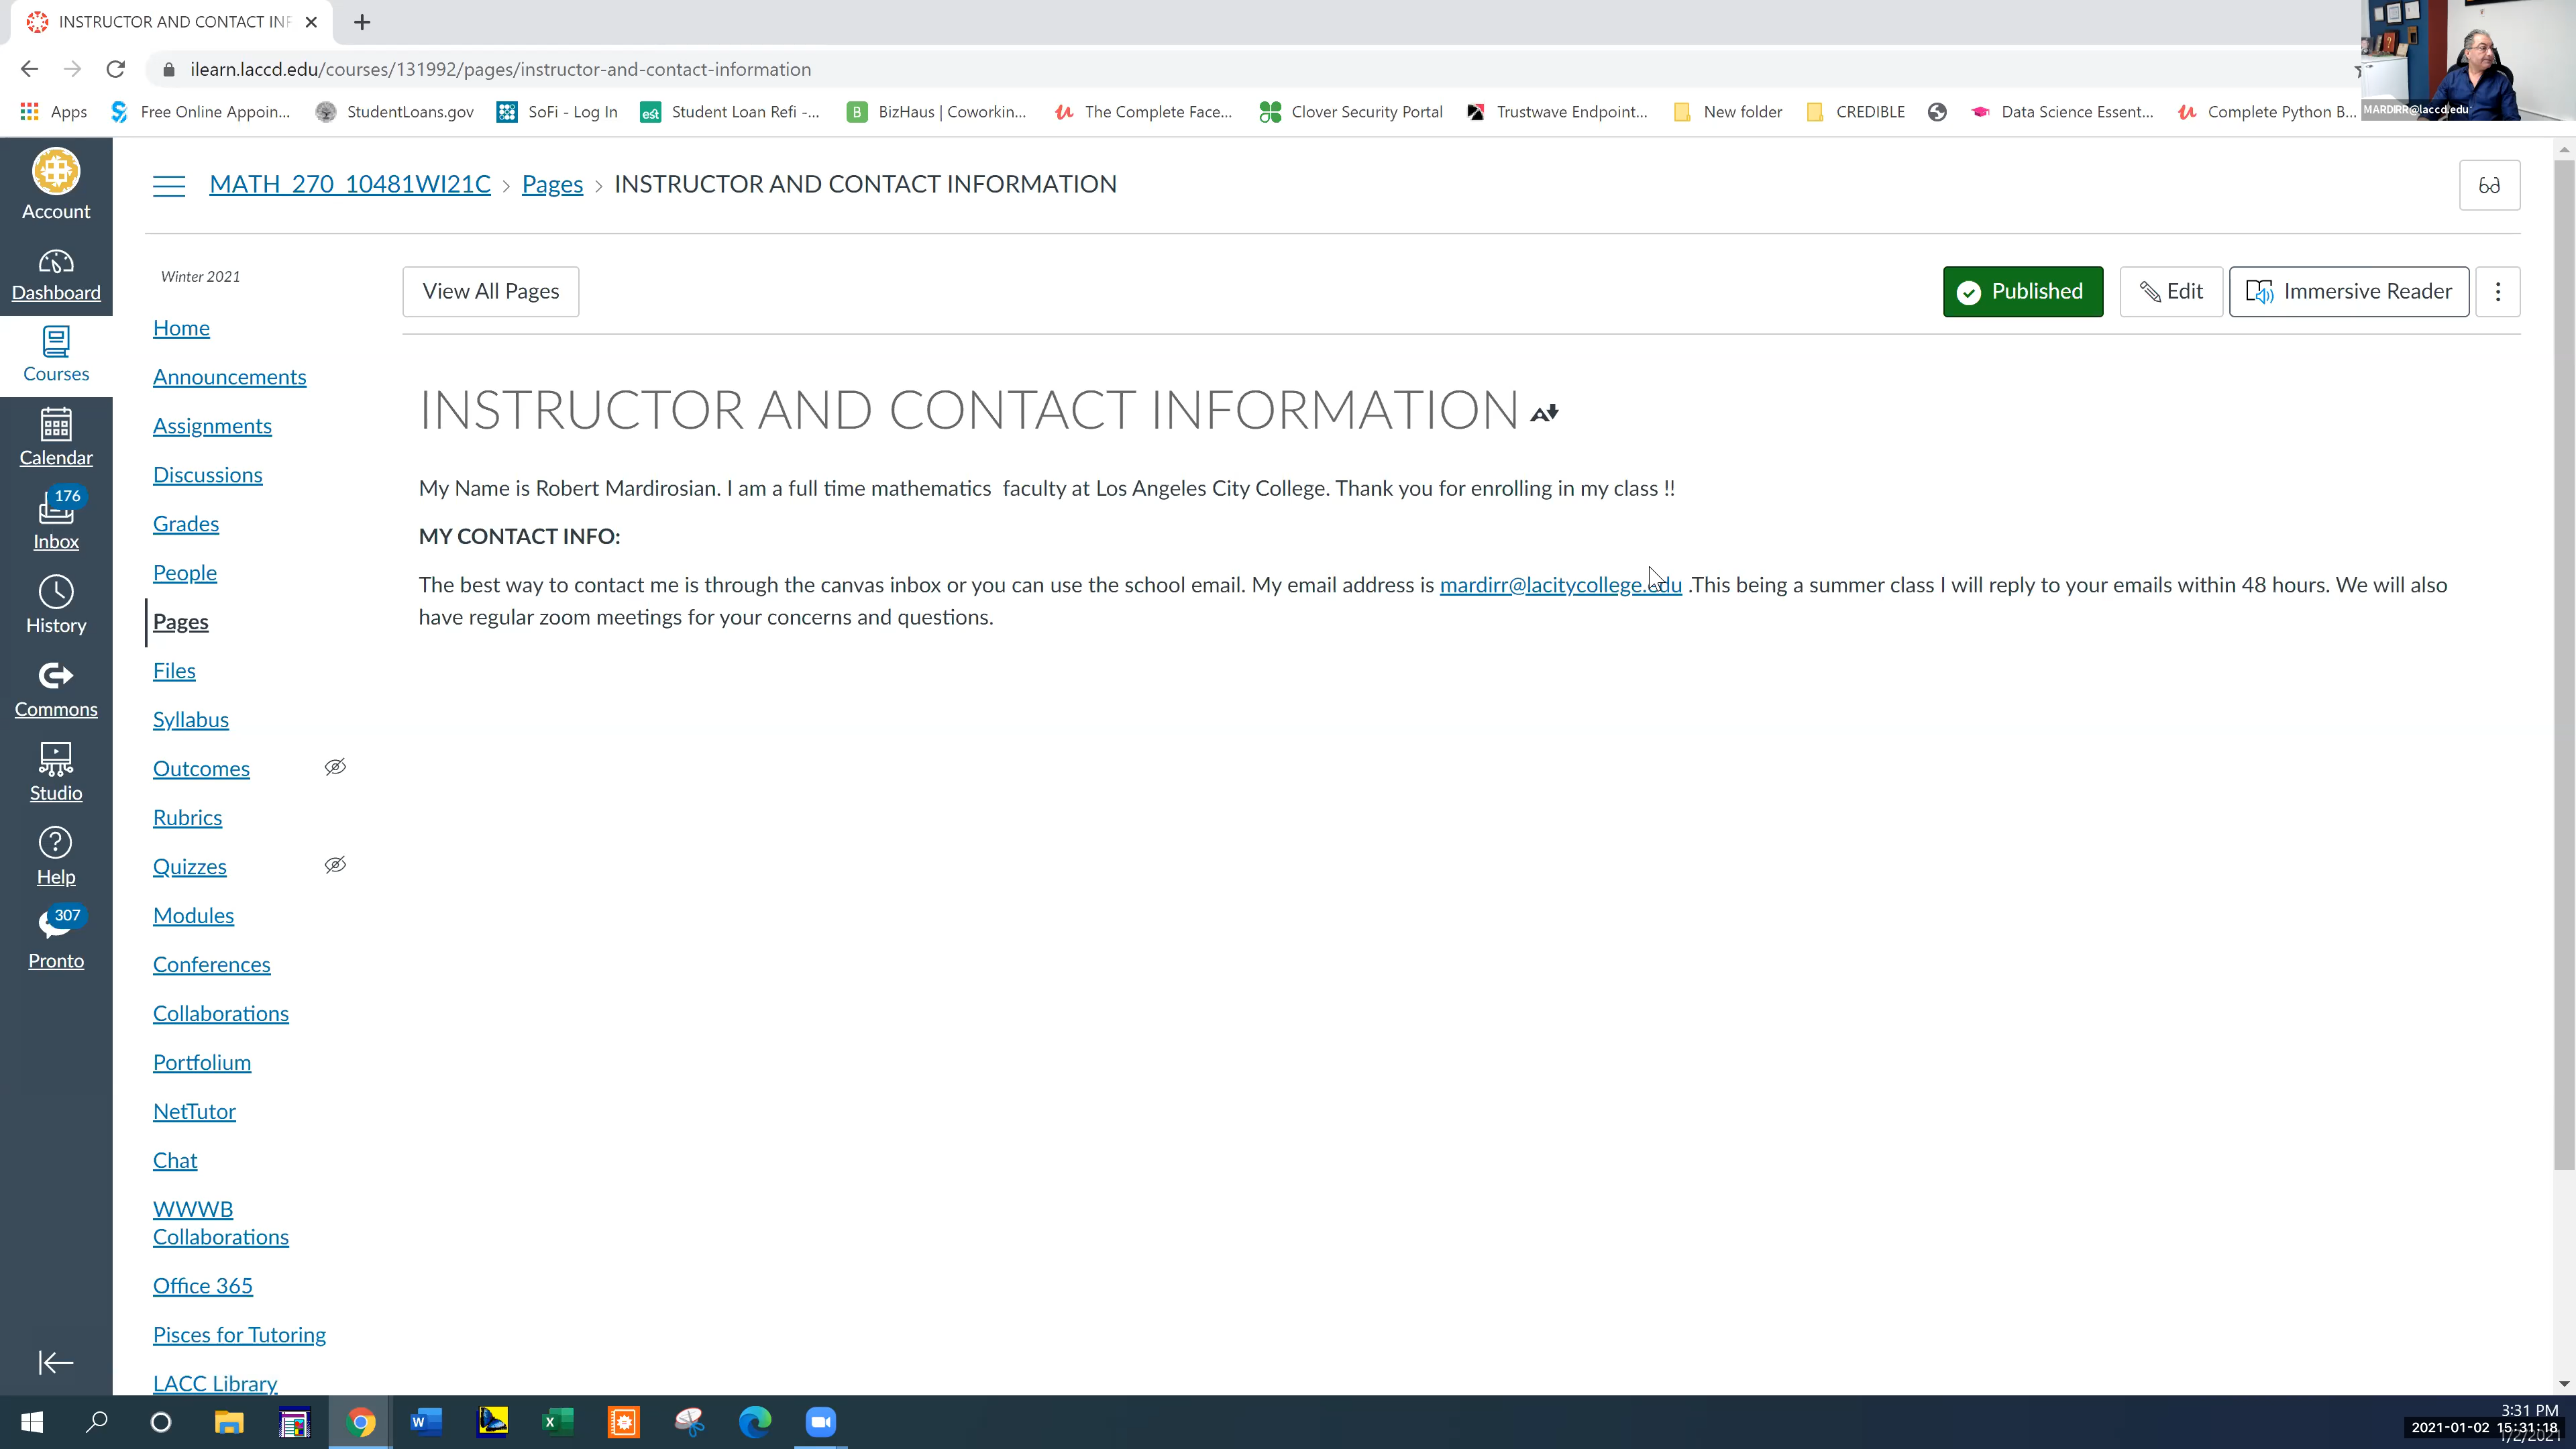 INSTRUCTOR AND CONTACT INF
ilearn.laccd.edu/courses/131992/pages/instructor-and-contact-information
Apps
Free Online Appoin...
StudentLoans.gov
SoFi - Log In
Student Loan Refi -...
BizHaus | Coworkin...
The Complete Face...
Clover Security Portal
Trustwave Endpoint...
New folder
CREDIBLE
Data Science Essent...
Complete Python B...
MARDIRR@laccd.edu
Account
Dashboard
Courses
Calendar
176
Inbox
History
Commons
Studio
Help
307
Pronto
MATH_270_10481WI21C > Pages > INSTRUCTOR AND CONTACT INFORMATION
Winter 2021
Home
Announcements
Assignments
Discussions
Grades
People
Pages
Files
Syllabus
Outcomes
Rubrics
Quizzes
Modules
Conferences
Collaborations
Portfolium
NetTutor
Chat
WWWB
Collaborations
Office 365
Pisces for Tutoring
LACC Library
View All Pages
Published
Edit
Immersive Reader
INSTRUCTOR AND CONTACT INFORMATION
My Name is Robert Mardirosian. I am a full time mathematics faculty at Los Angeles City College. Thank you for enrolling in my class !!
MY CONTACT INFO:
The best way to contact me is through the canvas inbox or you can use the school email. My email address is mardirr@lacitycollege.edu .This being a summer class I will reply to your emails within 48 hours. We will also
have regular zoom meetings for your concerns and questions.
3:31 PM
2021-01-02 15:31:18
1/2/2021